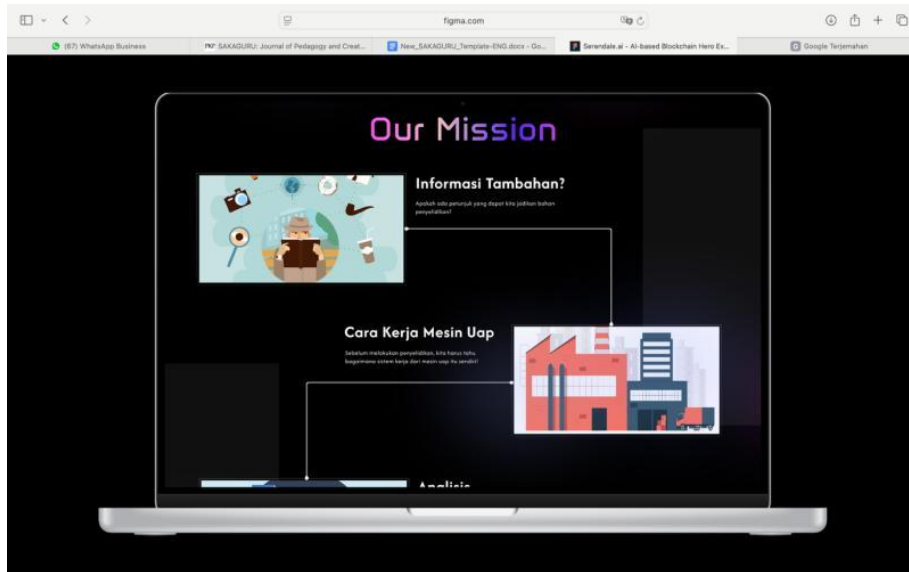 figma.com
(67) WhatsApp Business
PKP SAKAGURU: Journal of Pedagogy and Creat...
New_SAKAGURU_Template-ENG.docx - Go...
Serendale.ai - AI-based Blockchain Hero Ex...
Google Terjemahan
Our Mission
Informasi Tambahan?
Apakah ada petunjuk yang dapat kita jadikan bahan
penyelidikan?
Cara Kerja Mesin Uap
Sebelum melakukan penyelidikan, kita harus tahu
bagaimana sistem kerja dari mesin uap itu sendiri!
Analisis